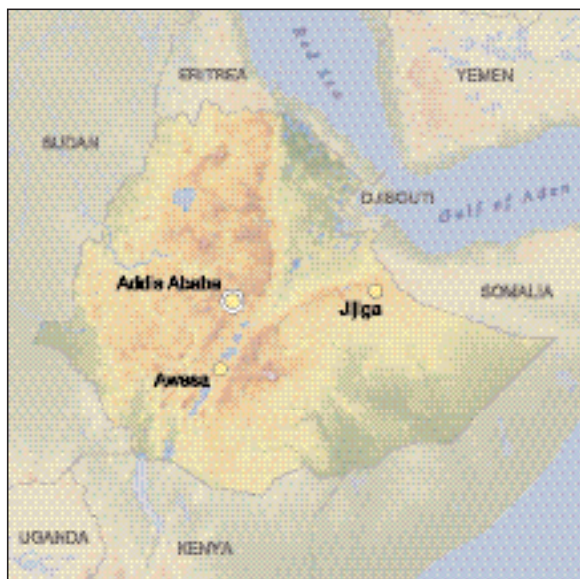 Red Sea
ERITREA
YEMEN
SUDAN
DJIBOUTI
Gulf of Aden
Addis Ababa
SOMALIA
Jijiga
Awasa
UGANDA
KENYA